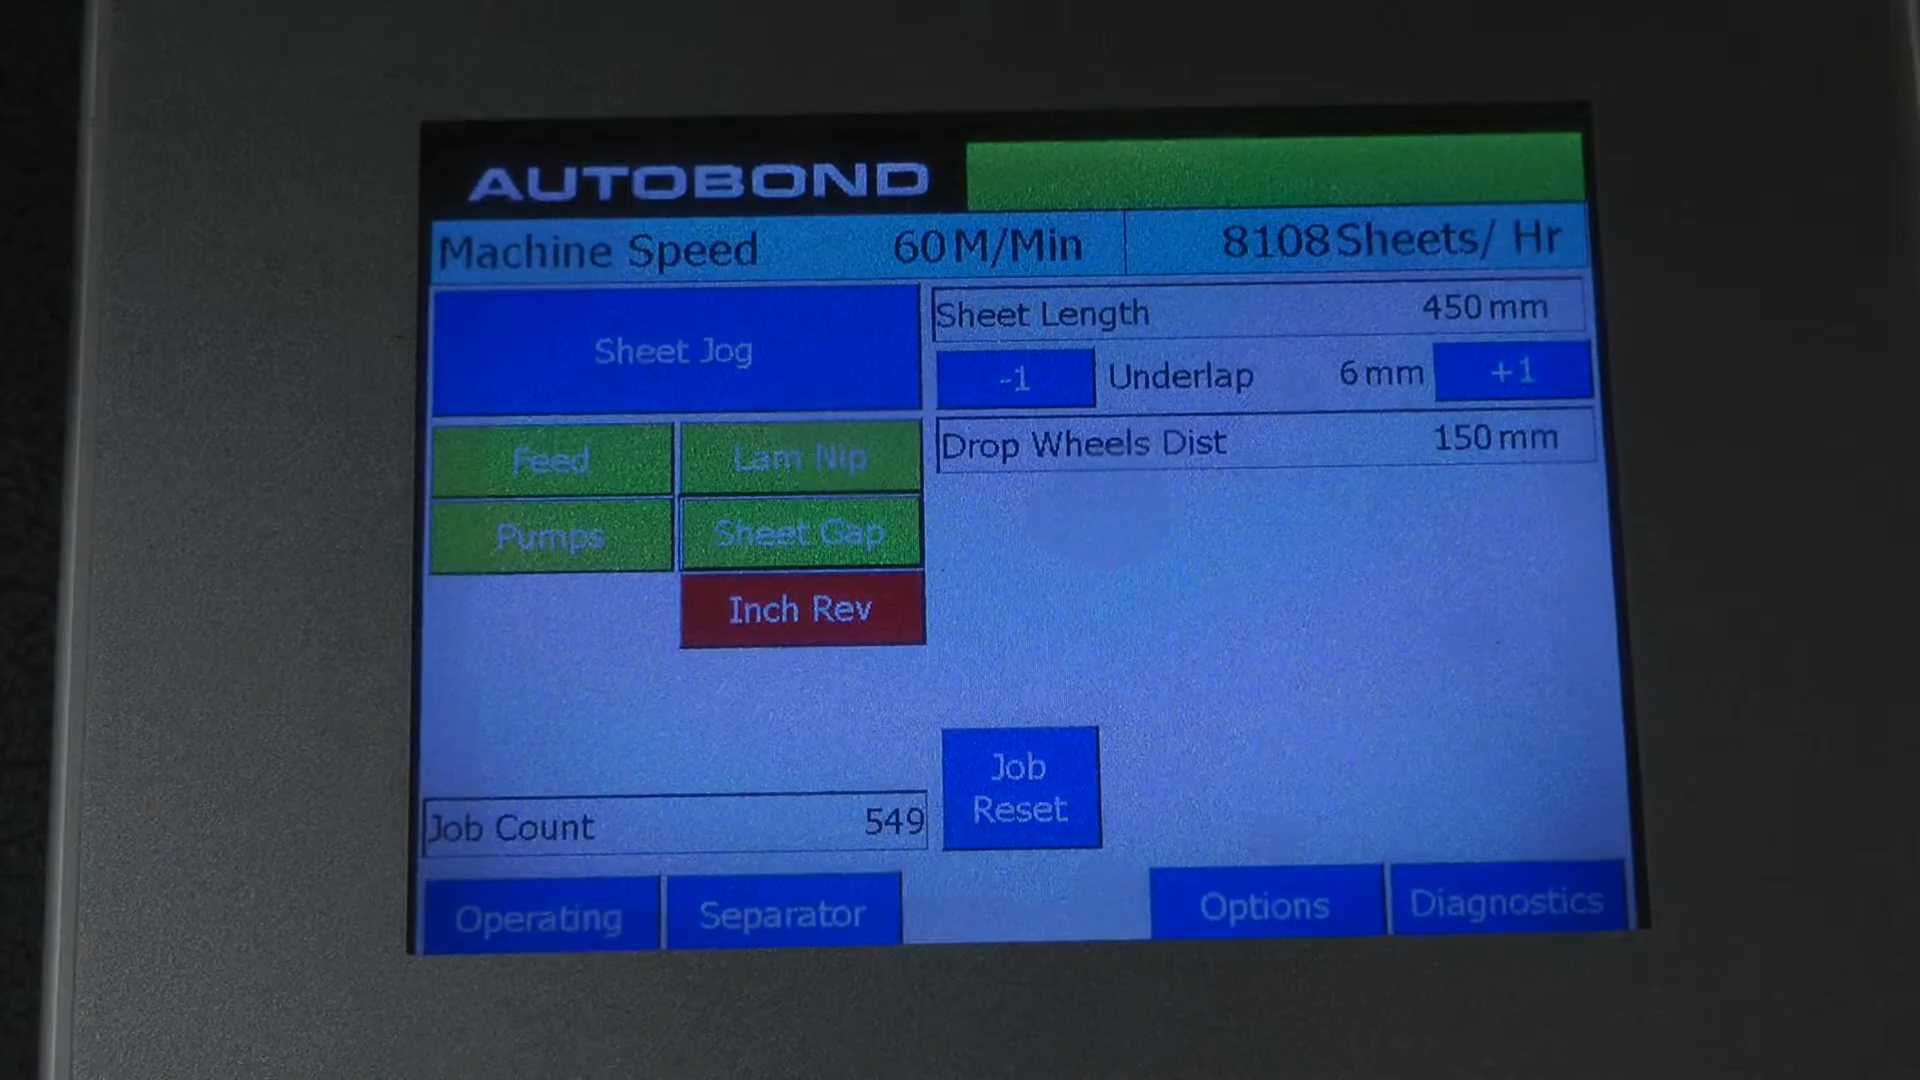 AUTOBOND
Machine Speed 60 M/Min 8108 Sheets/ Hr
Sheet Jog
Sheet Length 450 mm
-1 Underlap 6 mm +1
Drop Wheels Dist 150 mm
Feed Lam Nip
Pumps Sheet Gap
Inch Rev
Job Reset
Job Count 549
Operating Separator Options Diagnostics